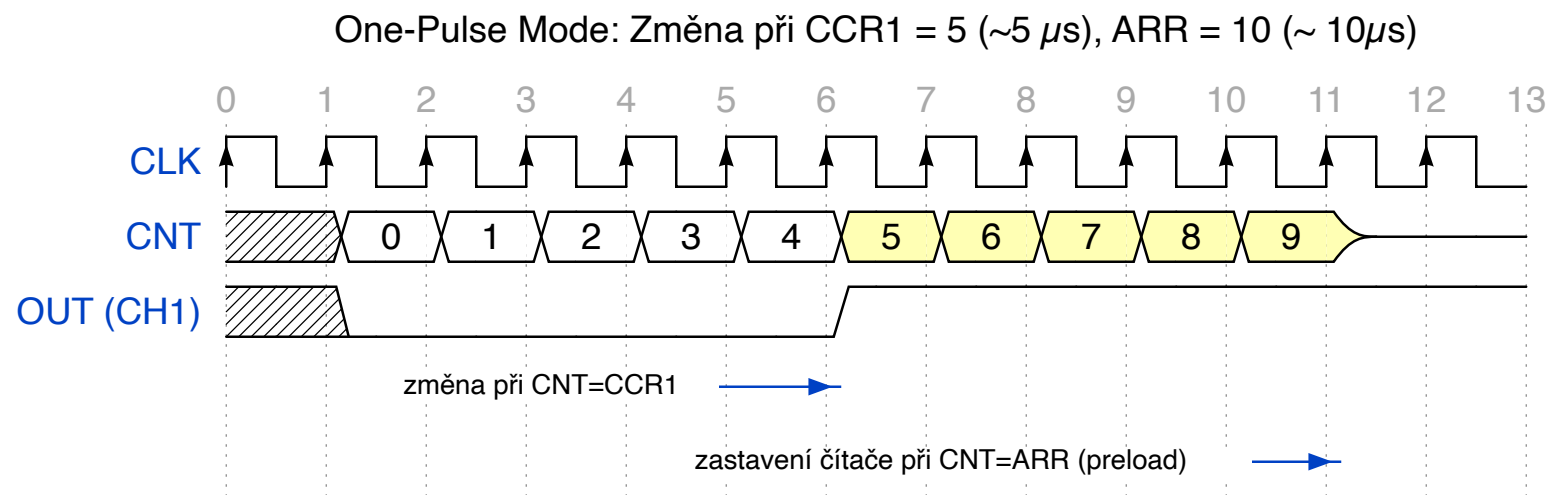 One-Pulse Mode: Změna při CCR1 = 5 (~5 µs), ARR = 10 (~ 10µs)
0 1 2 3 4 5 6 7 8 9 10 11 12 13
CLK
CNT 0 1 2 3 4 5 6 7 8 9
OUT (CH1)
změna při CNT=CCR1
zastavení čítače při CNT=ARR (preload)